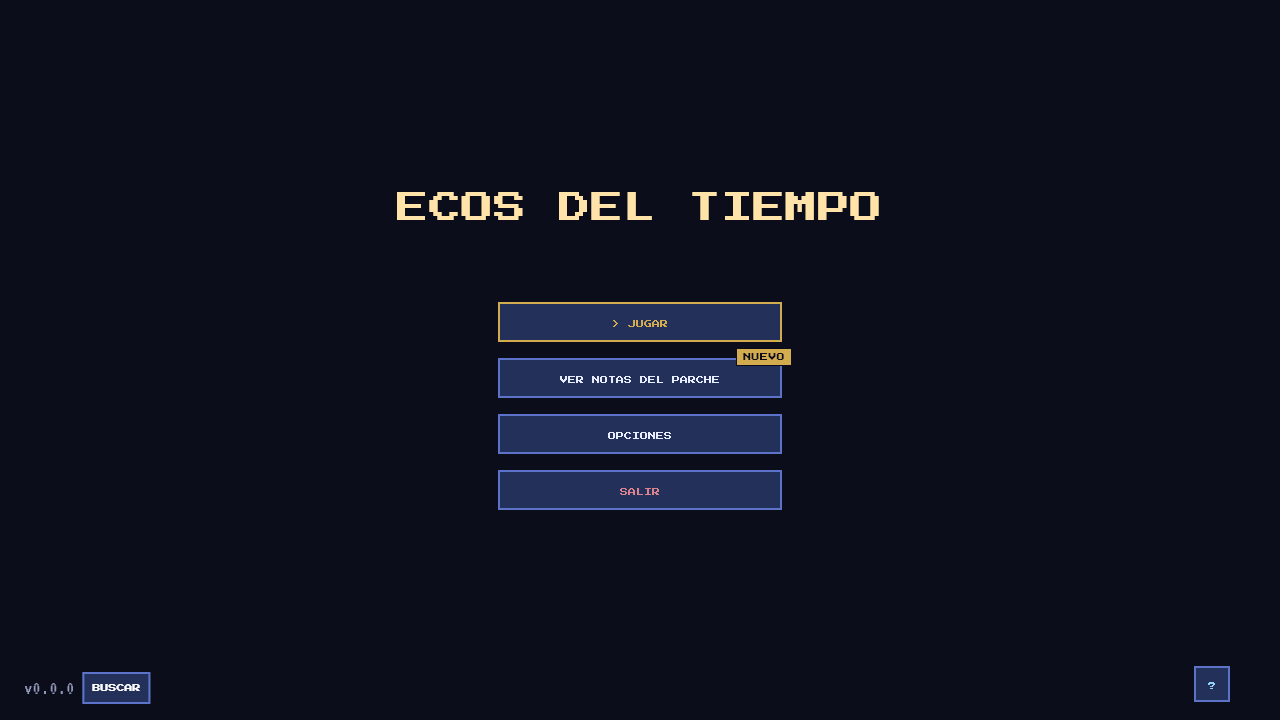 ECOS DEL TIEMPO
> JUGAR
NUEVO
VER NOTAS DEL PARCHE
OPCIONES
SALIR
v0.0.0 BUSCAR
?